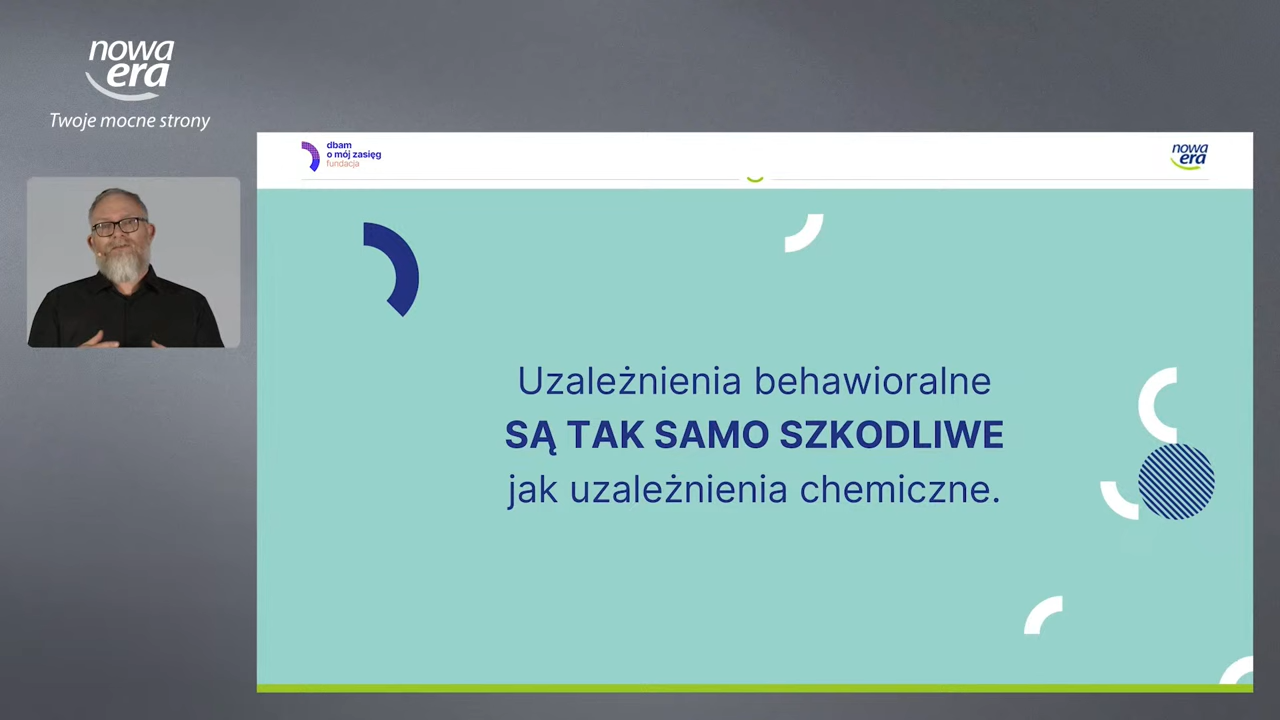 nowa
era
Twoje mocne strony
dbam
o mój zasięg
fundacja
nowa
era
Uzależnienia behawioralne
SĄ TAK SAMO SZKODLIWE
jak uzależnienia chemiczne.